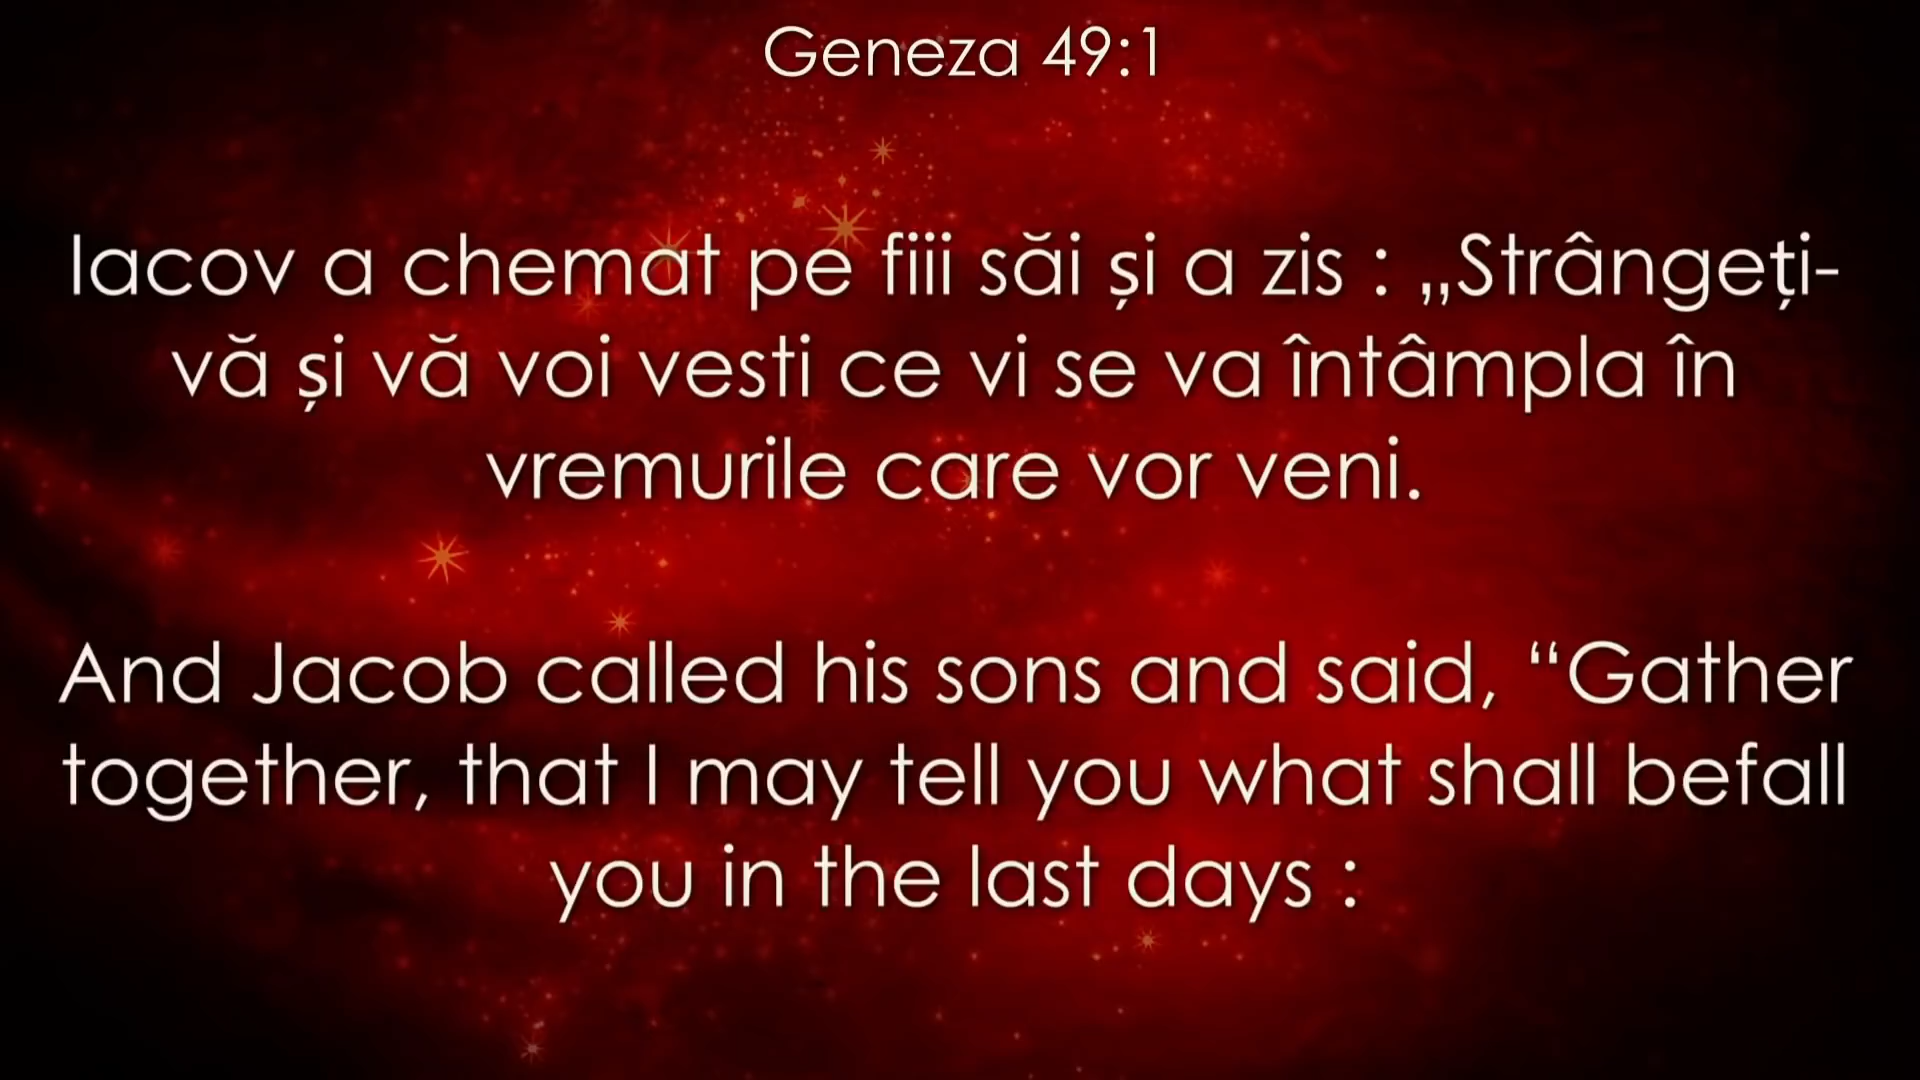 Geneza 49:1
Iacov a chemat pe fiii săi și a zis : „Strângeți-
vă și vă voi vesti ce vi se va întâmpla în
vremurile care vor veni.
And Jacob called his sons and said, “Gather
together, that I may tell you what shall befall
you in the last days :